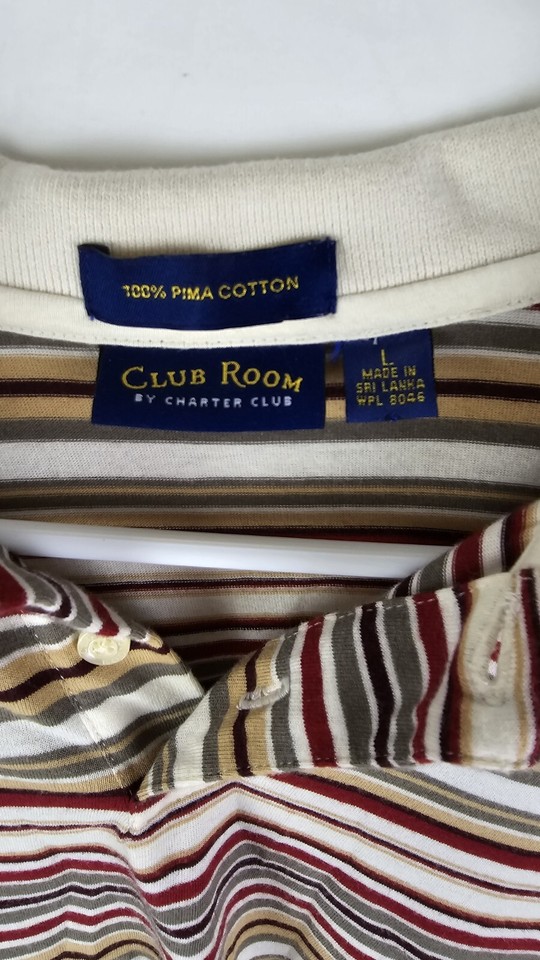 100% PIMA COTTON
CLUB ROOM
BY CHARTER CLUB
L
MADE IN
SRI LANKA
WPL 8046